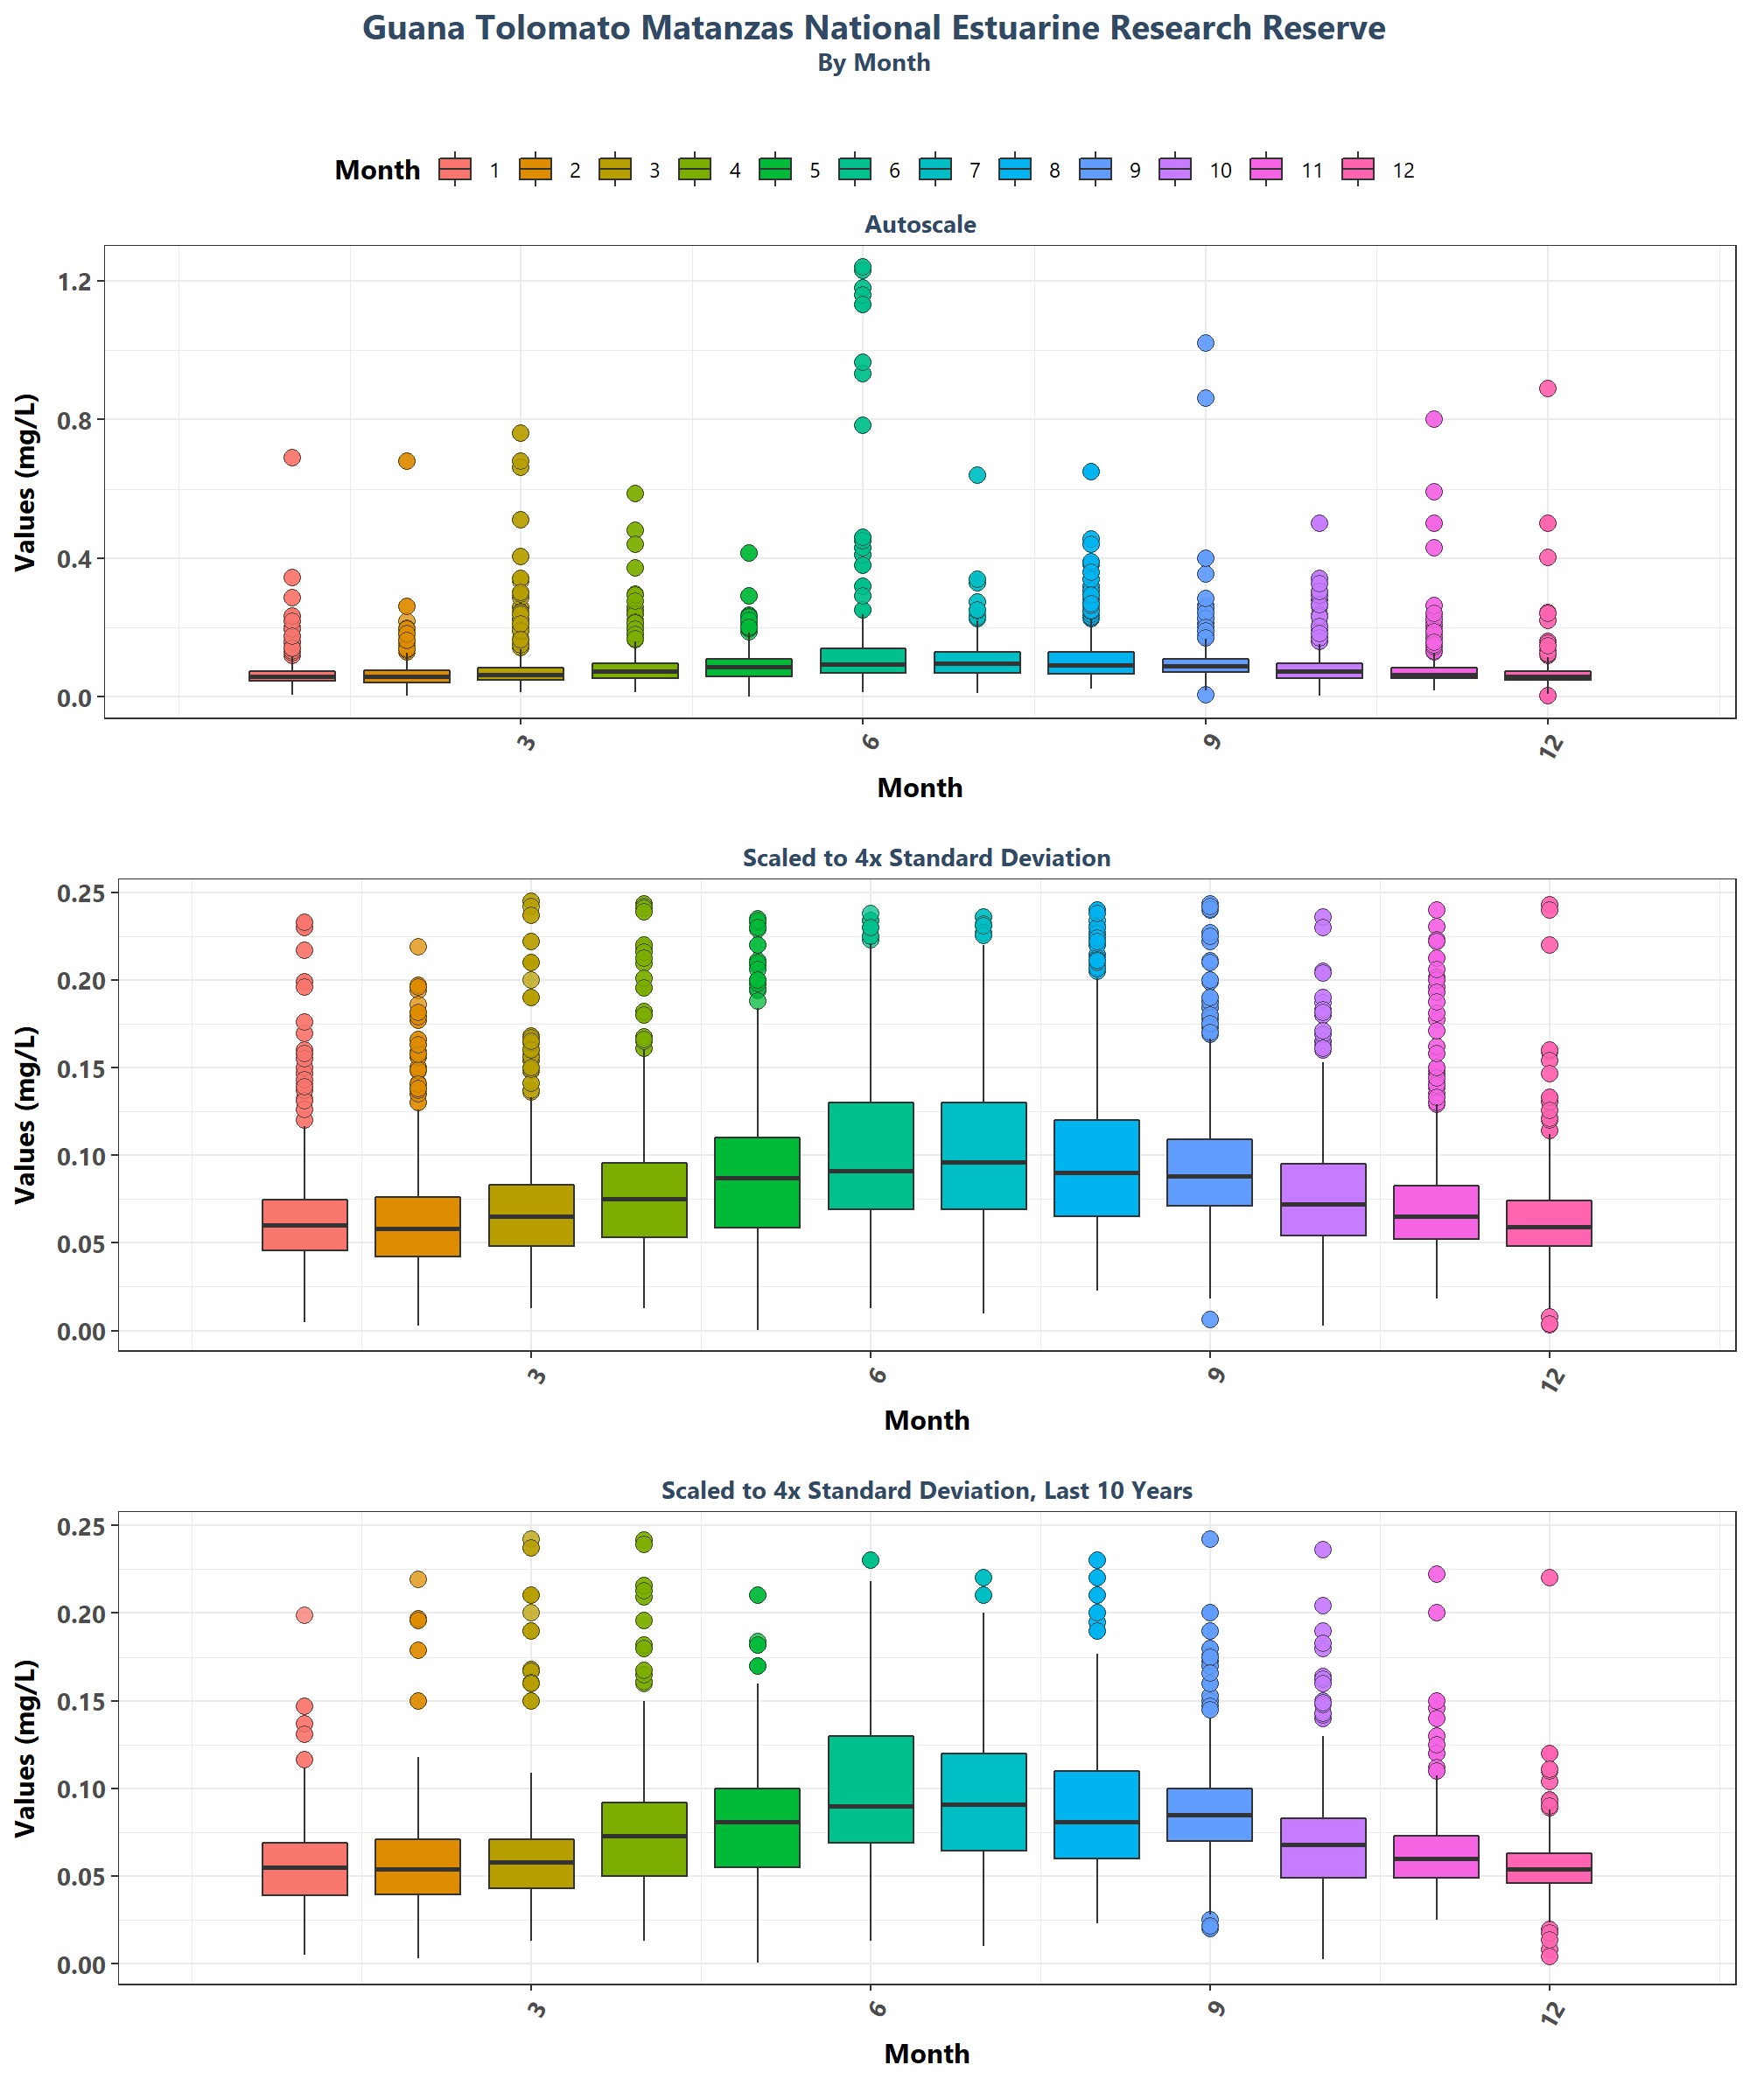 Guana Tolomato Matanzas National Estuarine Research Reserve
By Month
Month 1 2 3 4 5 6 7 8 9 10 11 12
Autoscale
Values (mg/L)
1.2
0.8
0.4
0.0
3 6 9 12
Month
Scaled to 4x Standard Deviation
Values (mg/L)
0.25
0.20
0.15
0.10
0.05
0.00
3 6 9 12
Month
Scaled to 4x Standard Deviation, Last 10 Years
Values (mg/L)
0.25
0.20
0.15
0.10
0.05
0.00
3 6 9 12
Month